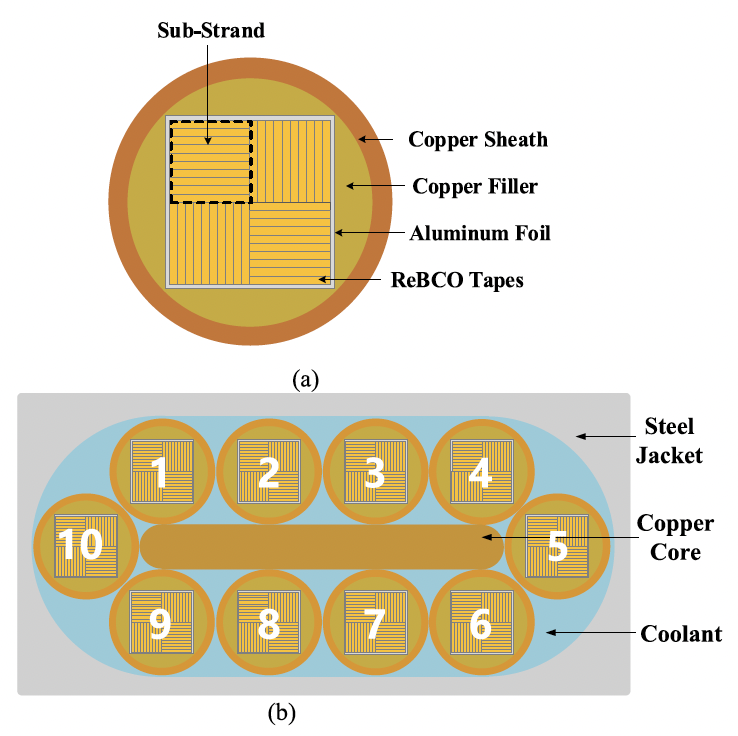 Sub-Strand
Copper Sheath
Copper Filler
Aluminum Foil
ReBCO Tapes
(a)
Steel
Jacket
1 2 3 4
Copper
Core
10 5
9 8 7 6
Coolant
(b)